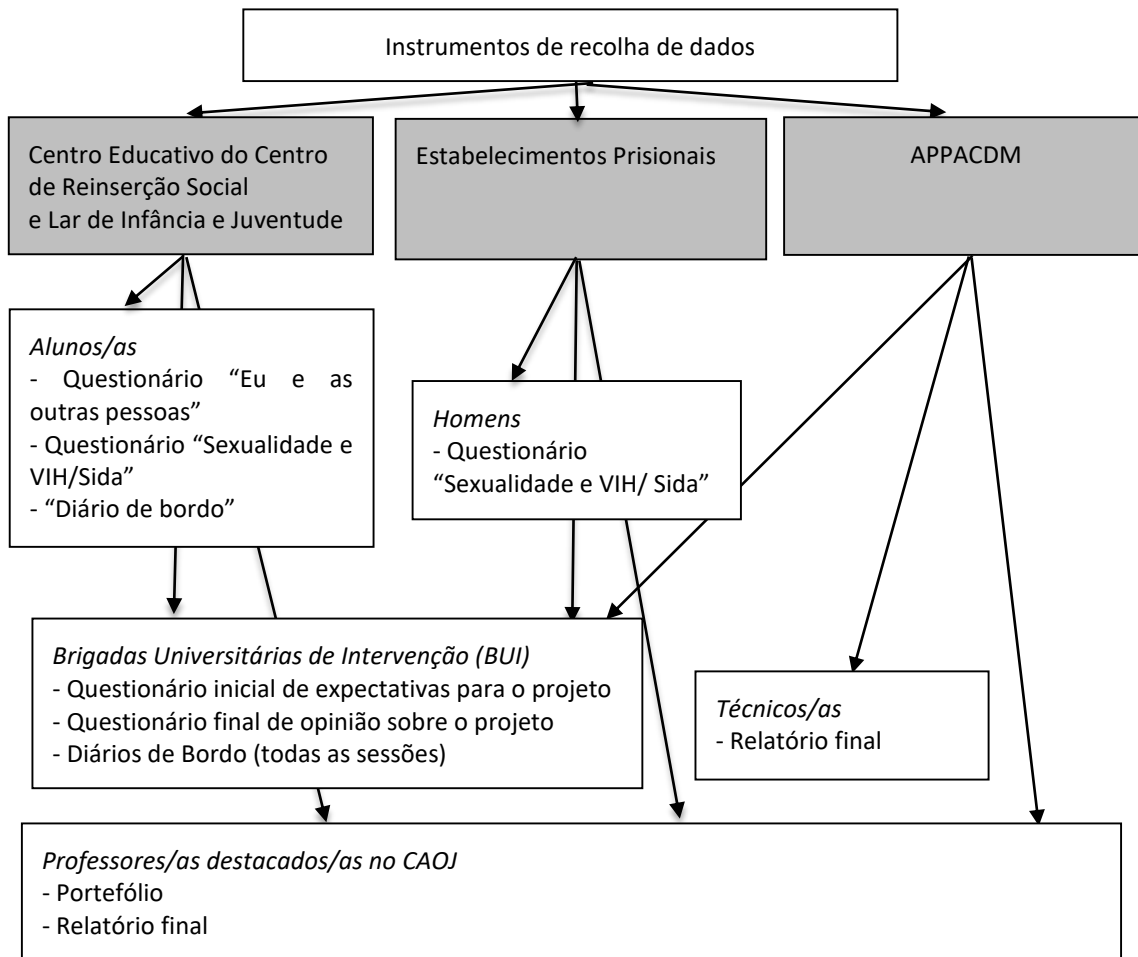 Instrumentos de recolha de dados
Centro Educativo do Centro
de Reinserção Social
e Lar de Infância e Juventude
Estabelecimentos Prisionais
APPACDM
Alunos/as
- Questionário “Eu e as
outras pessoas”
- Questionário “Sexualidade e
VIH/Sida”
- “Diário de bordo”
Homens
- Questionário
“Sexualidade e VIH/ Sida”
Brigadas Universitárias de Intervenção (BUI)
- Questionário inicial de expectativas para o projeto
- Questionário final de opinião sobre o projeto
- Diários de Bordo (todas as sessões)
Técnicos/as
- Relatório final
Professores/as destacados/as no CAOJ
- Portefólio
- Relatório final